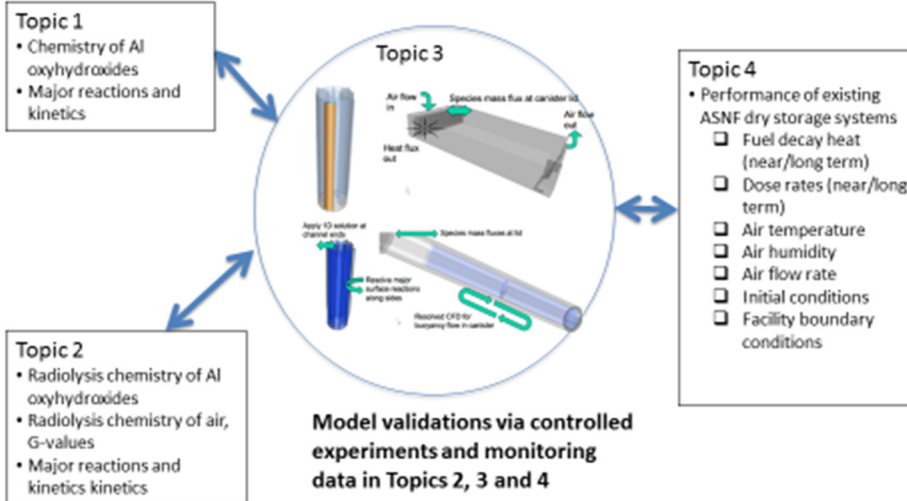 Topic 1
• Chemistry of Al
oxyhydroxides
• Major reactions and
kinetics
Topic 3
Air flow
in
Species mass flux at canister lid
Air flow
out
Heat flux
out
Apply 1D solution at
channel ends
Species mass fluxes at lid
Resolve major
surface reactions
along sides
Resolved CFD for
buoyancy flow in canister
Topic 4
• Performance of existing
ASNF dry storage systems
❑ Fuel decay heat
(near/long term)
❑ Dose rates (near/long
term)
❑ Air temperature
❑ Air humidity
❑ Air flow rate
❑ Initial conditions
❑ Facility boundary
conditions
Topic 2
• Radiolysis chemistry of Al
oxyhydroxides
• Radiolysis chemistry of air,
G-values
• Major reactions and
kinetics kinetics
Model validations via controlled
experiments and monitoring
data in Topics 2, 3 and 4